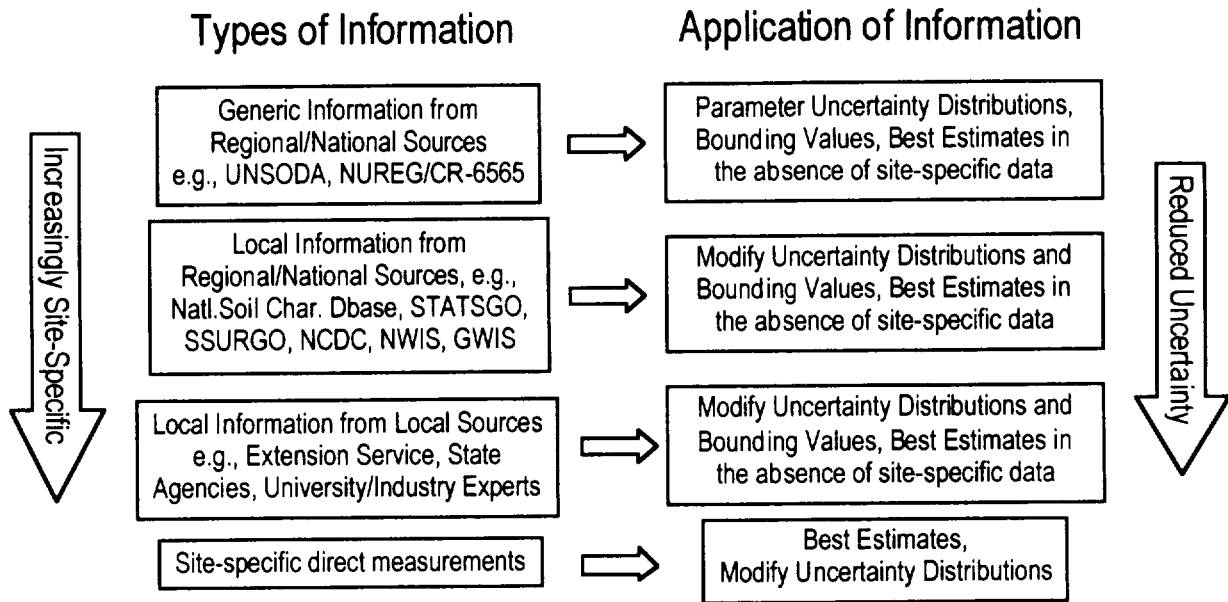 Types of Information
Application of Information
Increasingly Site-Specific
Generic Information from
Regional/National Sources
e.g., UNSODA, NUREG/CR-6565
Parameter Uncertainty Distributions,
Bounding Values, Best Estimates in
the absence of site-specific data
Local Information from
Regional/National Sources, e.g.,
Natl.Soil Char. Dbase, STATSGO,
SSURGO, NCDC, NWIS, GWIS
Modify Uncertainty Distributions and
Bounding Values, Best Estimates in
the absence of site-specific data
Local Information from Local Sources
e.g., Extension Service, State
Agencies, University/Industry Experts
Modify Uncertainty Distributions and
Bounding Values, Best Estimates in
the absence of site-specific data
Site-specific direct measurements
Best Estimates,
Modify Uncertainty Distributions
Reduced Uncertainty